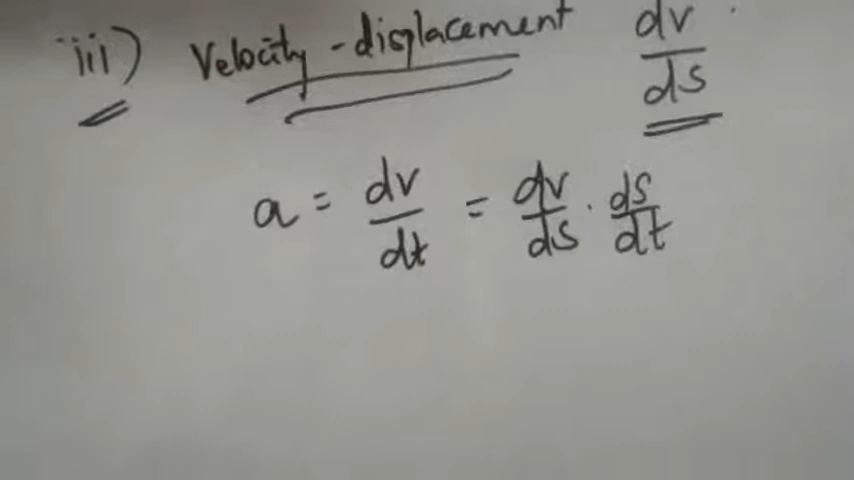 iii) Velocity - displacement dv/ds
a = dv/dt = dv/ds . ds/dt